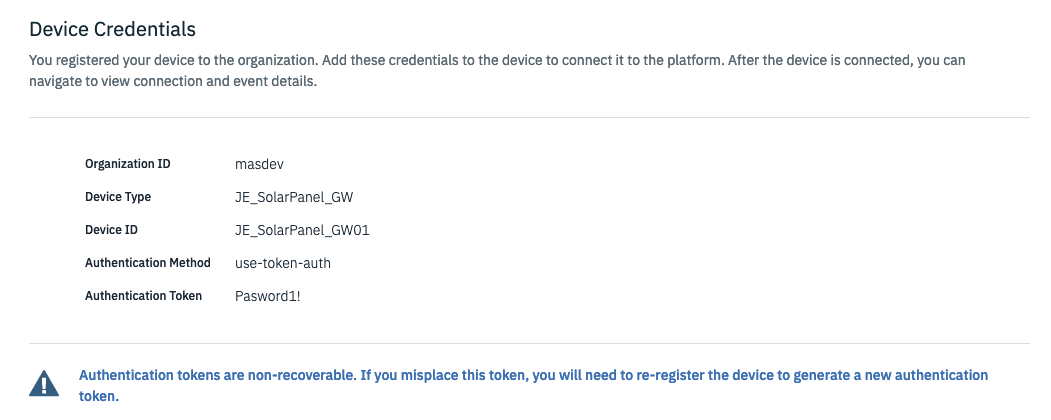 Device Credentials
You registered your device to the organization. Add these credentials to the device to connect it to the platform. After the device is connected, you can
navigate to view connection and event details.
Organization ID masdev
Device Type JE_SolarPanel_GW
Device ID JE_SolarPanel_GW01
Authentication Method use-token-auth
Authentication Token Pasword1!
Authentication tokens are non-recoverable. If you misplace this token, you will need to re-register the device to generate a new authentication
token.